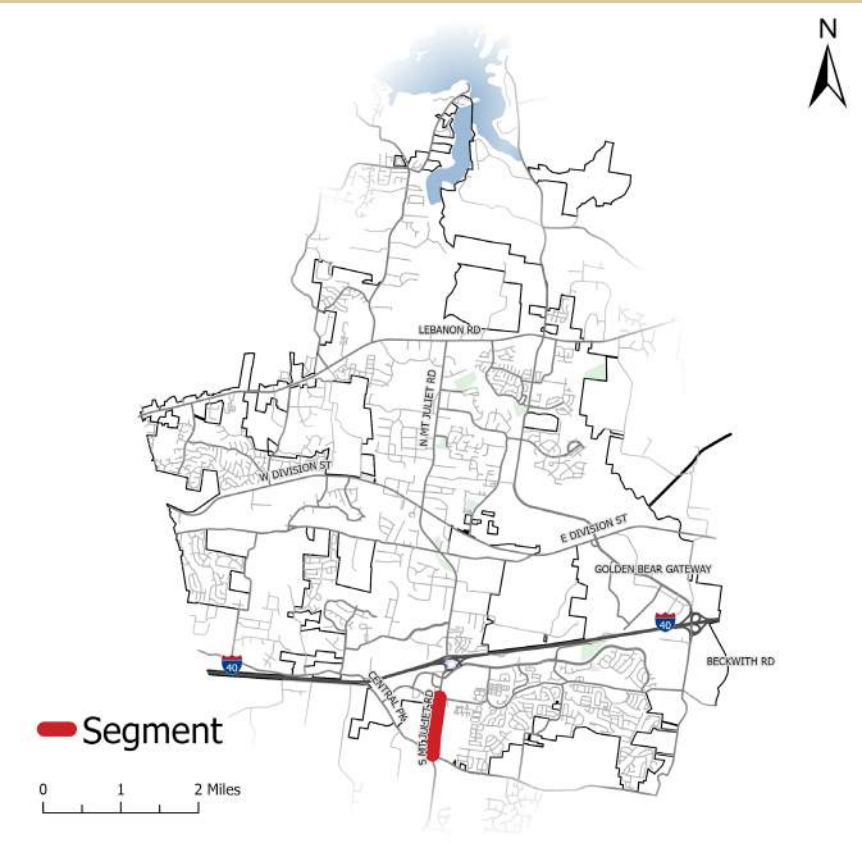 N
LEBANON RD
N MT JULIET RD
W DIVISION ST
E DIVISION ST
GOLDEN BEAR GATEWAY
40
BECKWITH RD
40
CENTRAL PK
S MT JULIET RD
Segment
0 1 2 Miles